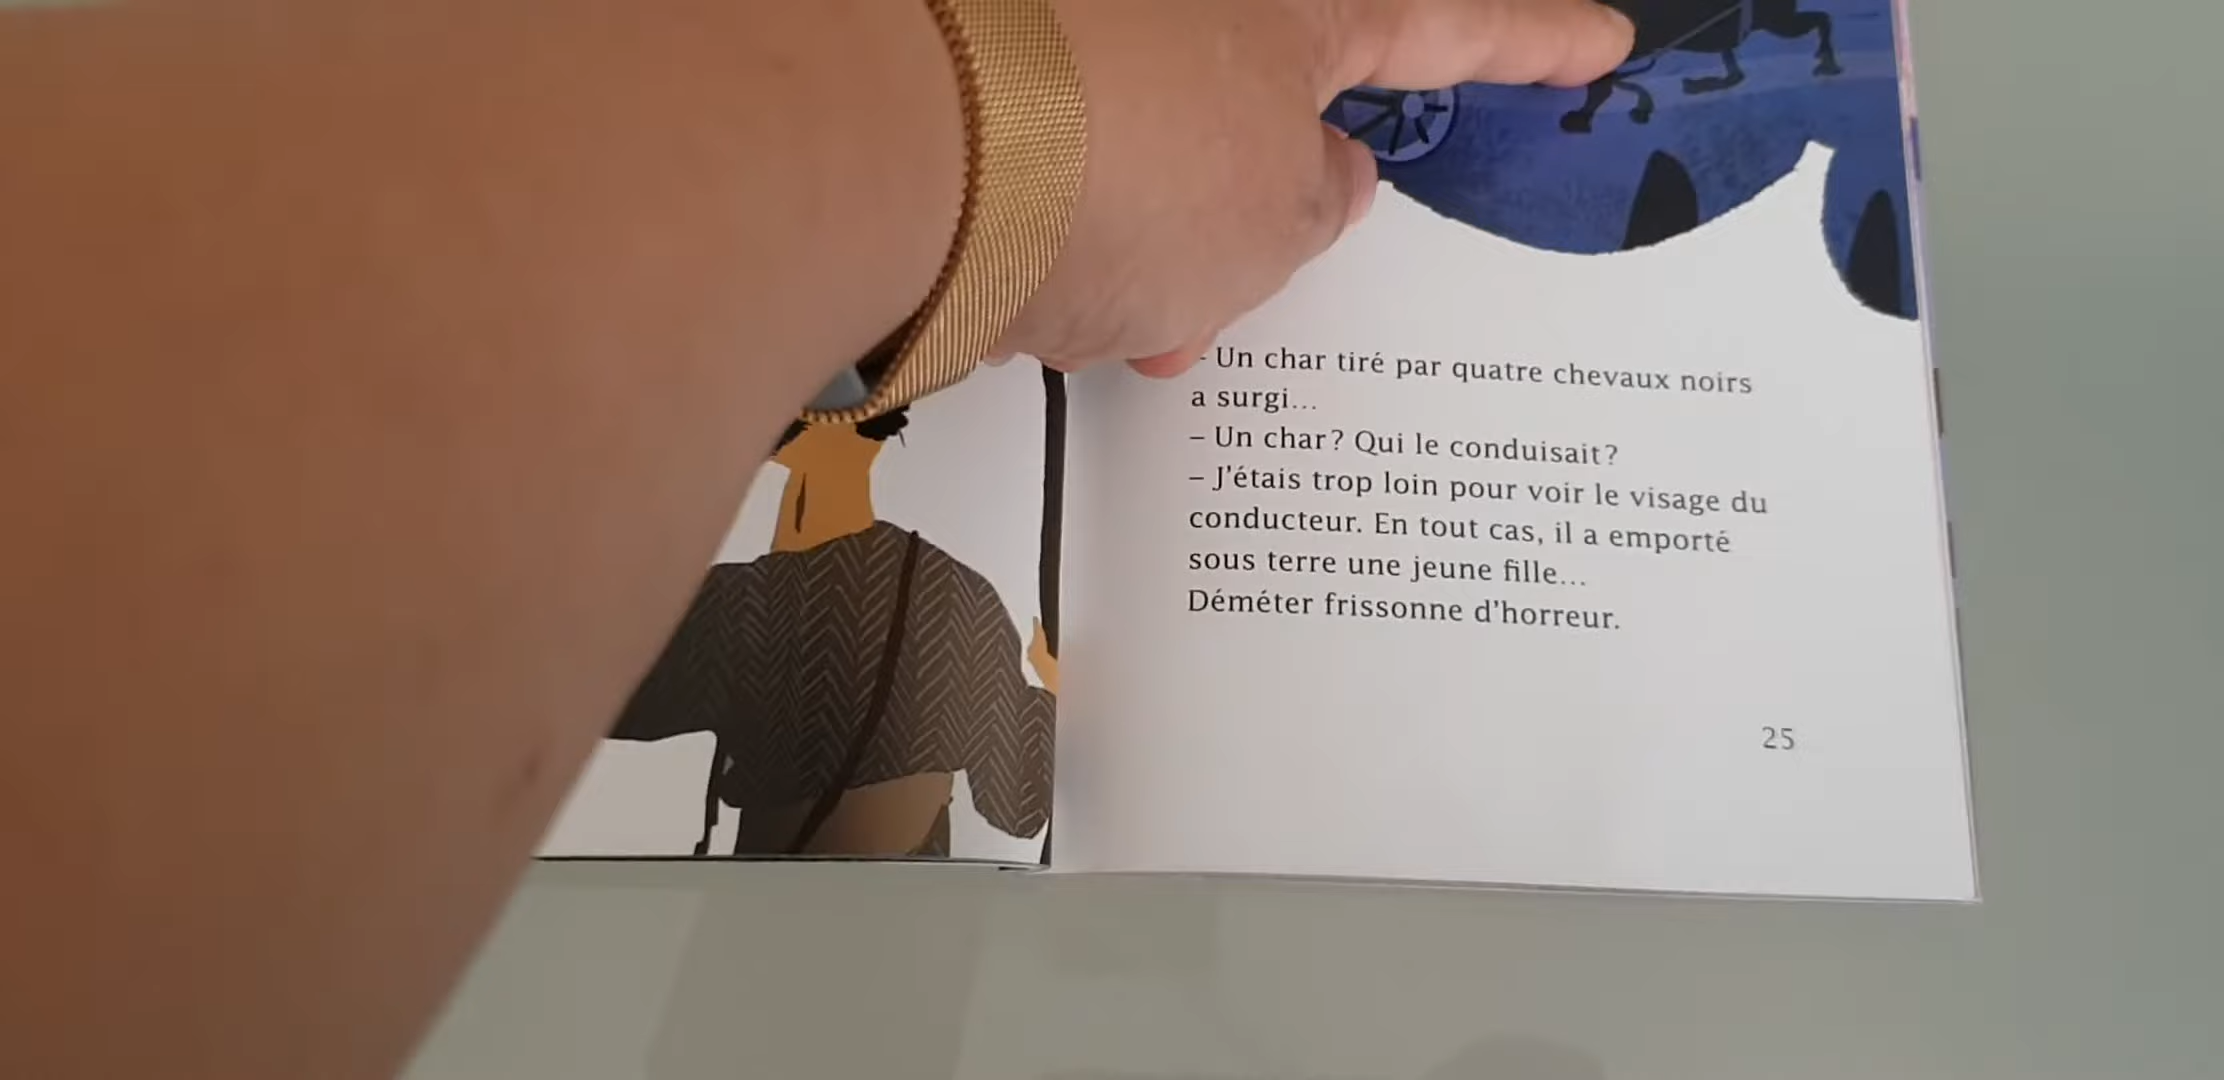 – Un char tiré par quatre chevaux noirs
a surgi...
– Un char? Qui le conduisait?
– J'étais trop loin pour voir le visage du
conducteur. En tout cas, il a emporté
sous terre une jeune fille...
Déméter frissonne d'horreur.
25